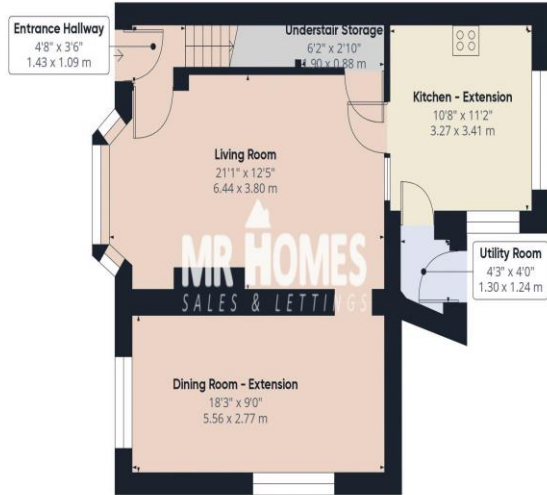 Entrance Hallway
4'8" x 3'6"
1.43 x 1.09 m
Understair Storage
6'2" x 2'10"
1.90 x 0.88 m
Kitchen - Extension
10'8" x 11'2"
3.27 x 3.41 m
Living Room
21'1" x 12'5"
6.44 x 3.80 m
MR HOMES
SALES & LETTINGS
Utility Room
4'3" x 4'0"
1.30 x 1.24 m
Dining Room - Extension
18'3" x 9'0"
5.56 x 2.77 m